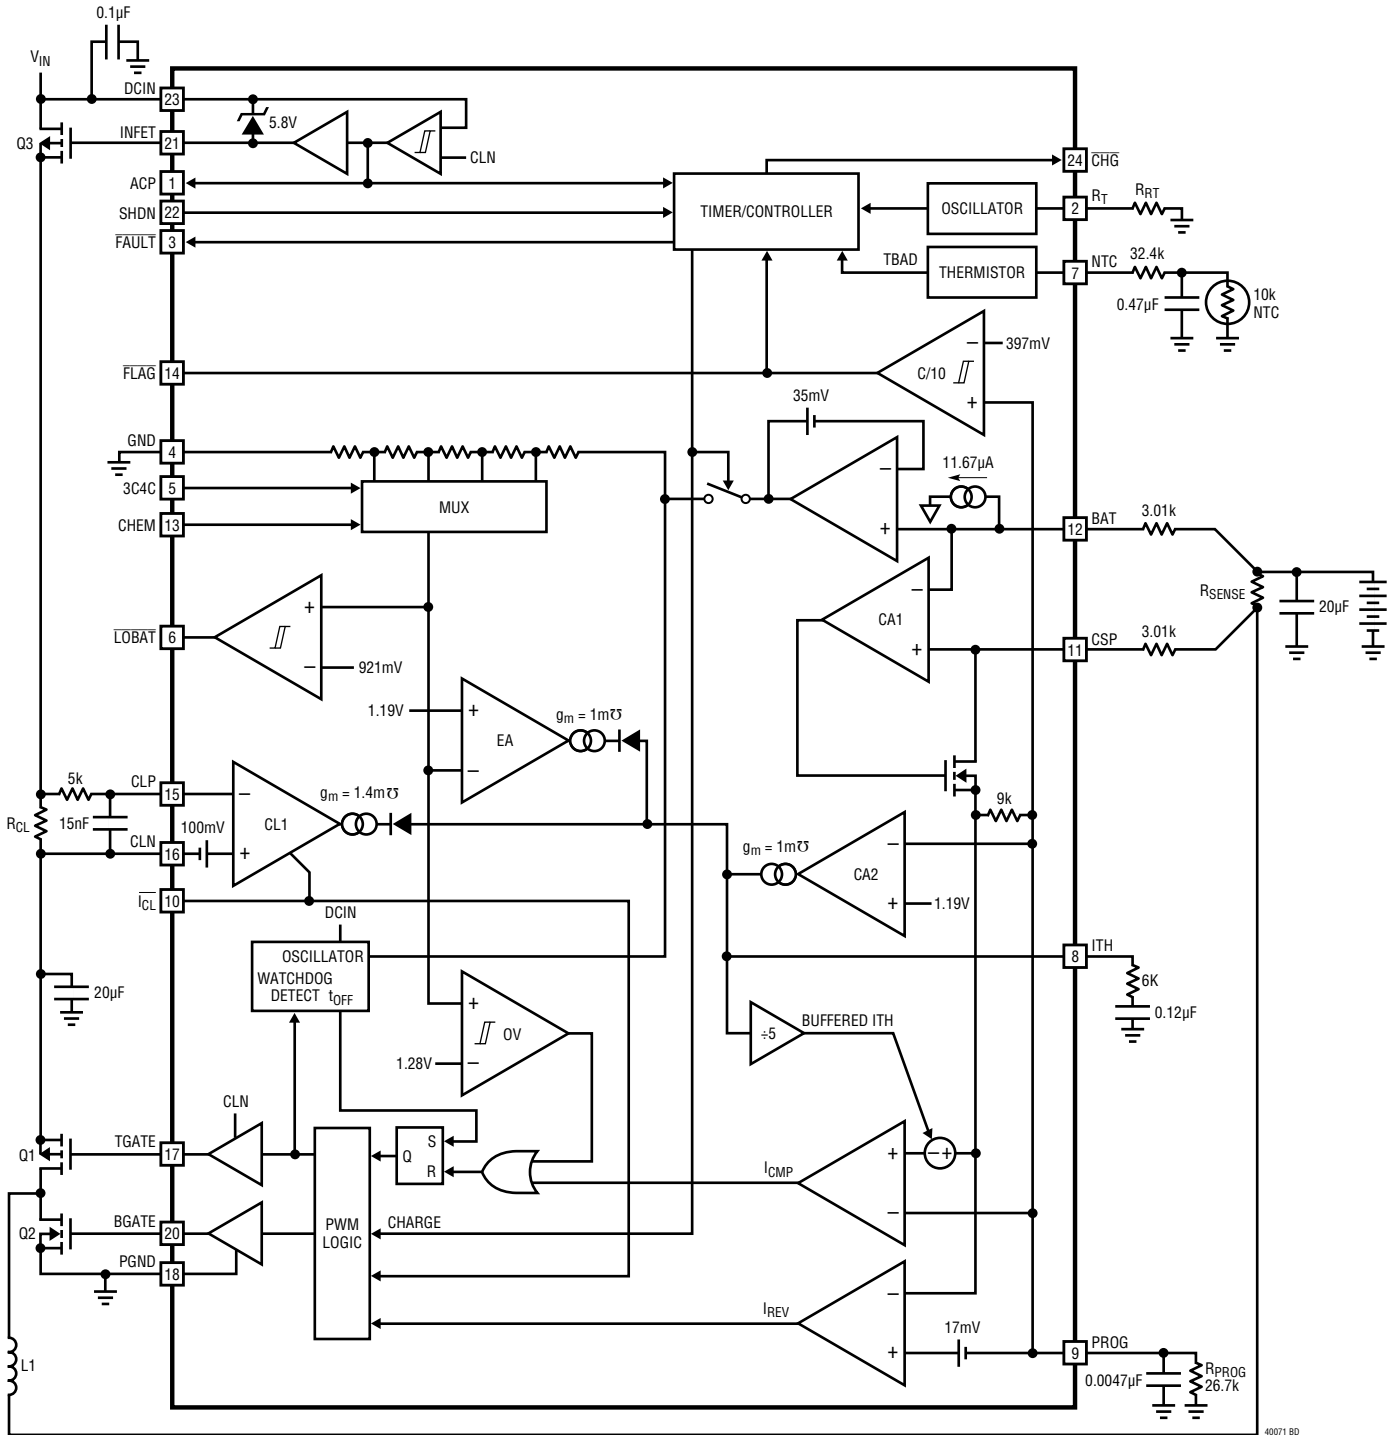 0.1µF
VIN
DCIN
23
5.8V
INFET
21
Q3
CLN
ACP
1
SHDN
22
FAULT
3
TIMER/CONTROLLER
24
CHG
OSCILLATOR
2
RT
RRT
TBAD
THERMISTOR
7
NTC
32.4k
0.47µF
10k
NTC
397mV
C/10
FLAG
14
35mV
GND
4
3C4C
5
CHEM
13
MUX
11.67µA
12
BAT
3.01k
RSENSE
20µF
CA1
11
CSP
3.01k
LOBAT
6
921mV
1.19V
EA
gm = 1m℧
5k
CLP
15
RCL
15nF
CLN
16
100mV
CL1
gm = 1.4m℧
ICL
10
9k
gm = 1m℧
CA2
1.19V
DCIN
OSCILLATOR
WATCHDOG
DETECT tOFF
8
ITH
6K
0.12µF
20µF
OV
1.28V
÷5
BUFFERED ITH
CLN
TGATE
17
Q1
S
Q
R
ICMP
– +
BGATE
20
Q2
PWM
LOGIC
CHARGE
PGND
18
IREV
17mV
9
PROG
0.0047µF
RPROG
26.7k
L1
40071 BD